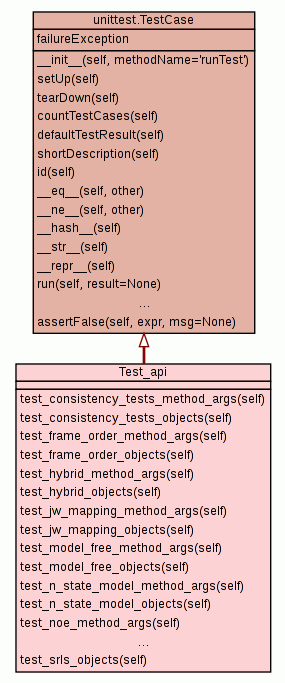 unittest.TestCase
failureException
__init__(self, methodName='runTest')
setUp(self)
tearDown(self)
countTestCases(self)
defaultTestResult(self)
shortDescription(self)
id(self)
__eq__(self, other)
__ne__(self, other)
__hash__(self)
__str__(self)
__repr__(self)
run(self, result=None)
...
assertFalse(self, expr, msg=None)
Test_api
test_consistency_tests_method_args(self)
test_consistency_tests_objects(self)
test_frame_order_method_args(self)
test_frame_order_objects(self)
test_hybrid_method_args(self)
test_hybrid_objects(self)
test_jw_mapping_method_args(self)
test_jw_mapping_objects(self)
test_model_free_method_args(self)
test_model_free_objects(self)
test_n_state_model_method_args(self)
test_n_state_model_objects(self)
test_noe_method_args(self)
...
test_srls_objects(self)